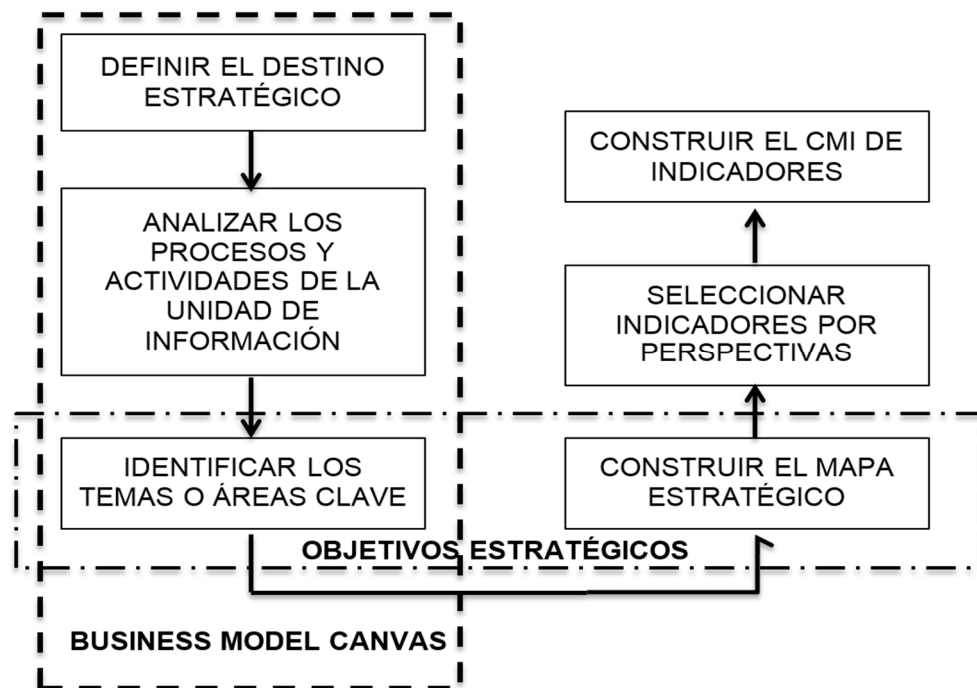 DEFINIR EL DESTINO
ESTRATÉGICO
ANALIZAR LOS
PROCESOS Y
ACTIVIDADES DE LA
UNIDAD DE
INFORMACIÓN
IDENTIFICAR LOS
TEMAS O ÁREAS CLAVE
CONSTRUIR EL CMI DE
INDICADORES
SELECCIONAR
INDICADORES POR
PERSPECTIVAS
CONSTRUIR EL MAPA
ESTRATÉGICO
OBJETIVOS ESTRATÉGICOS
BUSINESS MODEL CANVAS